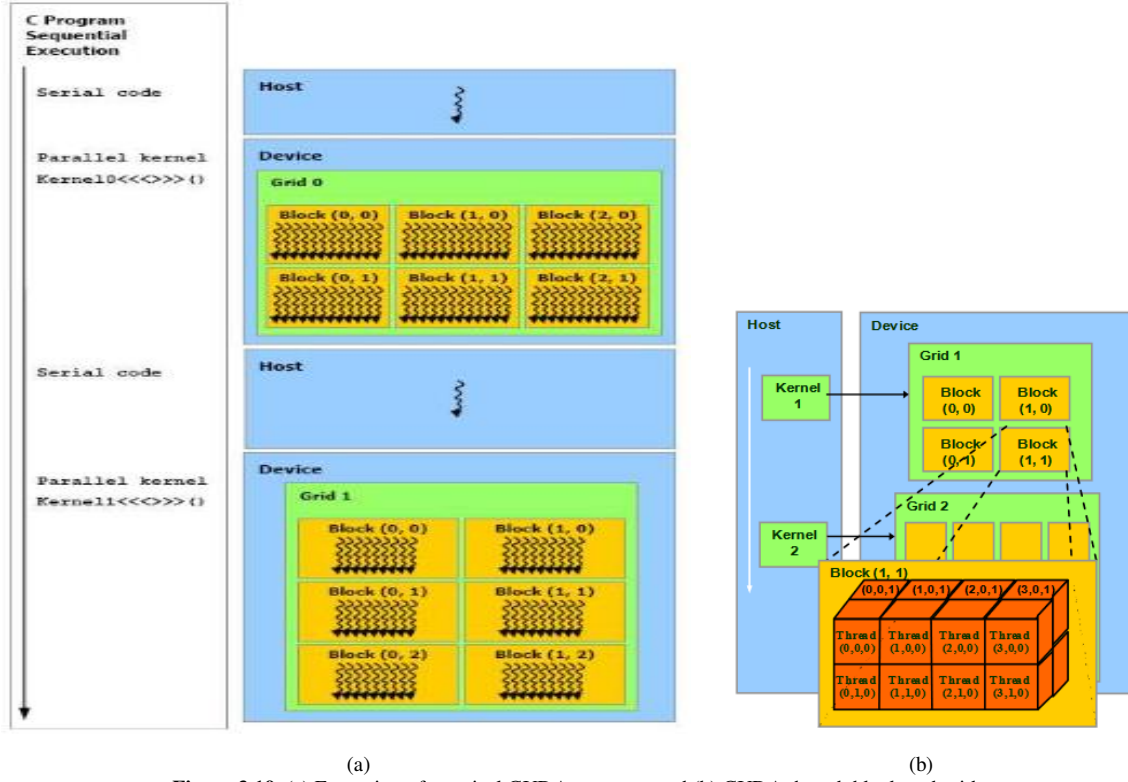 C Program
Sequential
Execution
Serial code
Host
Parallel kernel
Kernel0<<<>>>()
Device
Grid 0
Block (0, 0)
Block (1, 0)
Block (2, 0)
Block (0, 1)
Block (1, 1)
Block (2, 1)
Serial code
Host
Parallel kernel
Kernel1<<<>>>()
Device
Grid 1
Block (0, 0)
Block (1, 0)
Block (0, 1)
Block (1, 1)
Block (0, 2)
Block (1, 2)
Host
Device
Grid 1
Kernel
1
Block
(0, 0)
Block
(1, 0)
Block
(0, 1)
Block
(1, 1)
Grid 2
Kernel
2
Block (1, 1)
(0,0,1) (1,0,1) (2,0,1) (3,0,1)
Thread
(0,0,0)
Thread
(1,0,0)
Thread
(2,0,0)
Thread
(3,0,0)
Thread
(0,1,0)
Thread
(1,1,0)
Thread
(2,1,0)
Thread
(3,1,0)
(a)
(b)